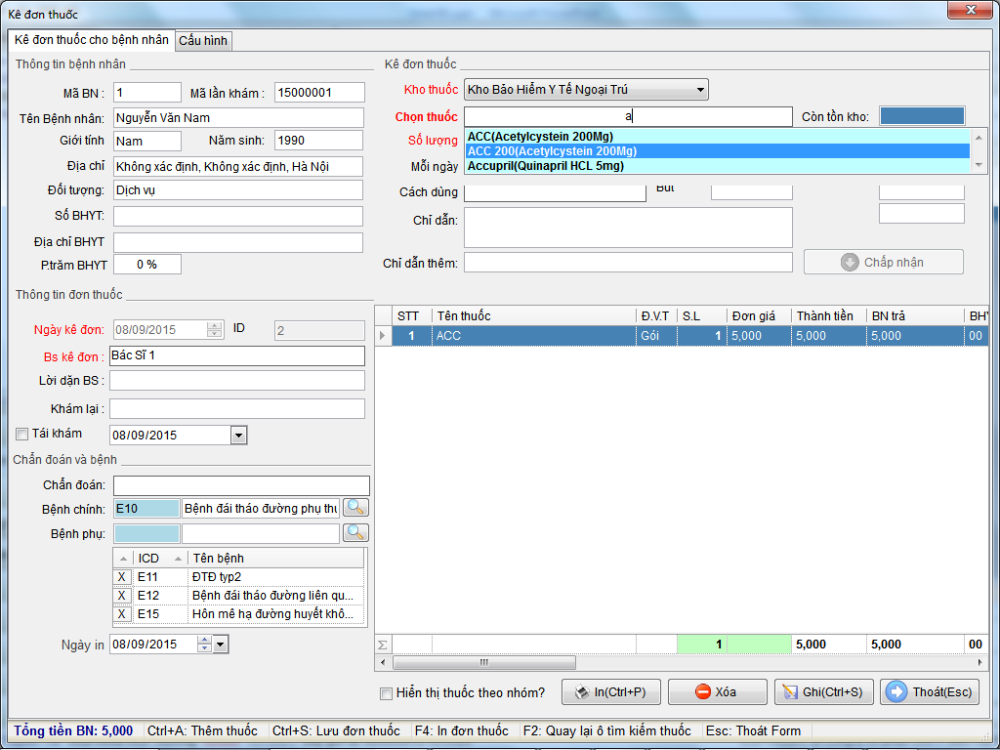 Kê đơn thuốc
Kê đơn thuốc cho bệnh nhân
Cấu hình
Thông tin bệnh nhân
Mã BN : 1
Mã lần khám : 15000001
Tên Bệnh nhân: Nguyễn Văn Nam
Giới tính Nam
Năm sinh: 1990
Địa chỉ Không xác định, Không xác định, Hà Nội
Đối tượng: Dịch vụ
Số BHYT:
Địa chỉ BHYT
P.trăm BHYT 0 %
Kê đơn thuốc
Kho thuốc Kho Bảo Hiểm Y Tế Ngoại Trú
Chọn thuốc a
Còn tồn kho:
Số lượng
ACC(Acetylcystein 200Mg)
ACC 200(Acetylcystein 200Mg)
Accupril(Quinapril HCL 5mg)
Mỗi ngày
Cách dùng
Chỉ dẫn:
Chỉ dẫn thêm:
Chấp nhận
Thông tin đơn thuốc
Ngày kê đơn: 08/09/2015
ID 2
Bs kê đơn : Bác Sĩ 1
Lời dặn BS :
Khám lại :
Tái khám 08/09/2015
Chẩn đoán và bệnh
Chẩn đoán:
Bệnh chính: E10 Bệnh đái tháo đường phụ thu
Bệnh phụ:
ICD Tên bệnh
X E11 ĐTĐ typ2
X E12 Bệnh đái tháo đường liên qu...
X E15 Hôn mê hạ đường huyết khô...
Ngày in 08/09/2015
STT Tên thuốc Đ.V.T S.L Đơn giá Thành tiền BN trả BHY
1 ACC Gói 1 5,000 5,000 5,000 00
Σ 1 5,000 5,000 00
Hiển thị thuốc theo nhóm?
In(Ctrl+P)
Xóa
Ghi(Ctrl+S)
Thoát(Esc)
Tổng tiền BN: 5,000 Ctrl+A: Thêm thuốc Ctrl+S: Lưu đơn thuốc F4: In đơn thuốc F2: Quay lại ô tìm kiếm thuốc Esc: Thoát Form